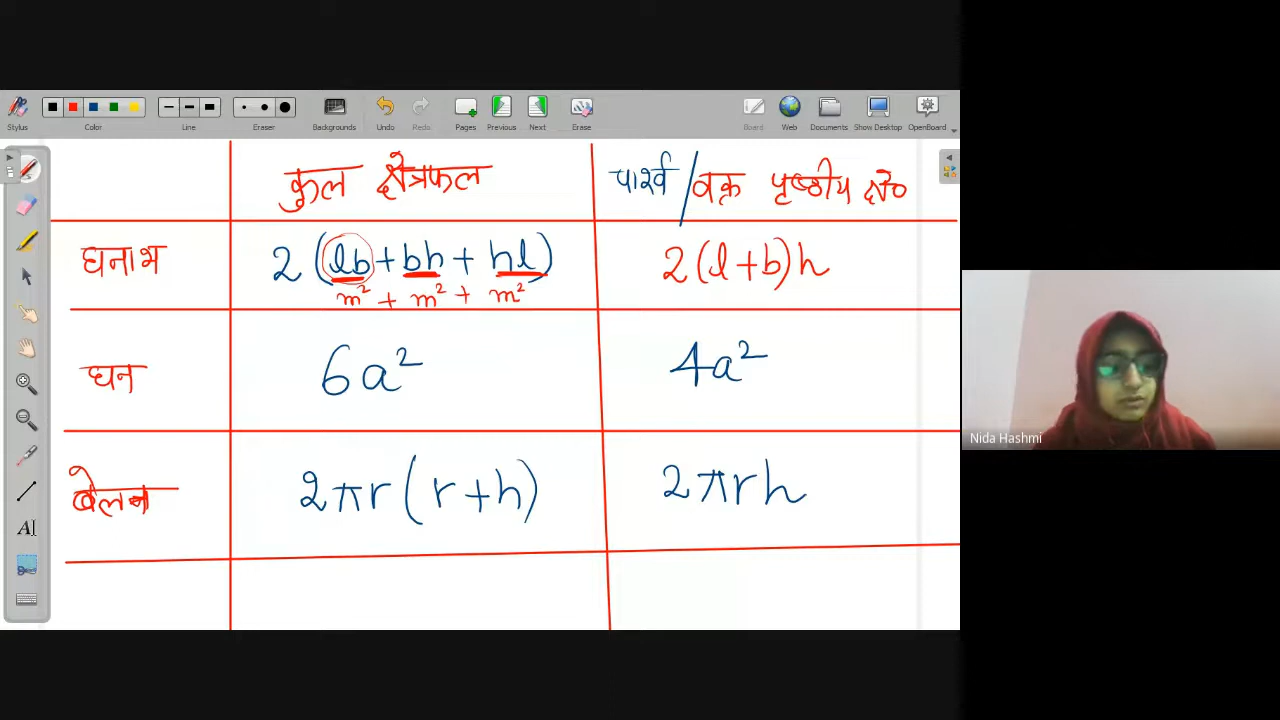 Stylus Color Line Eraser Backgrounds Undo Redo Pages Previous Next Erase Board Web Documents Show Desktop OpenBoard
कुल क्षेत्रफल पार्श्व/वक्र पृष्ठीय क्षे०
घनाभ 2(lb+bh+hl) 2(l+b)h
m² + m² + m²
घन 6a² 4a²
Nida Hashmi
बेलन 2πr(r+h) 2πrh